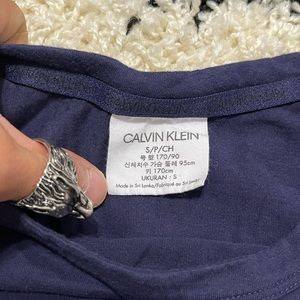 CALVIN KLEIN
S/P/CH
号 型 170/90
신체치수 가슴 둘레 95cm
키 170cm
UKURAN : S
Made in Sri Lanka/Fabriqué au Sri Lanka